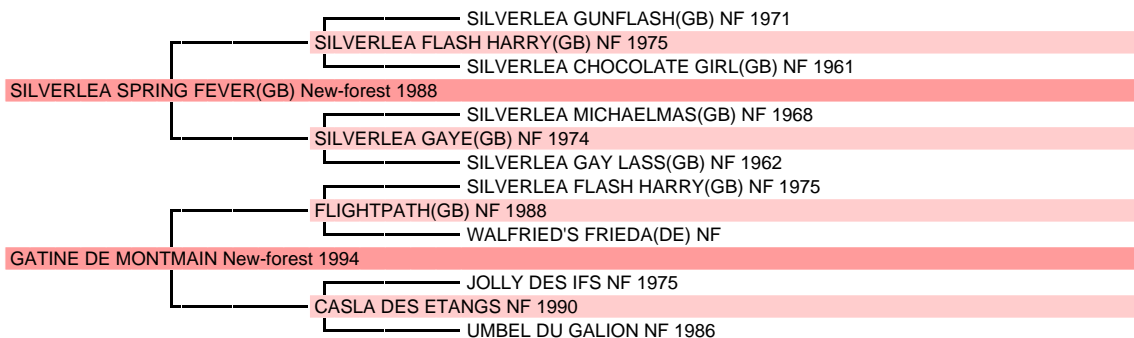 SILVERLEA GUNFLASH(GB) NF 1971
SILVERLEA FLASH HARRY(GB) NF 1975
SILVERLEA CHOCOLATE GIRL(GB) NF 1961
SILVERLEA SPRING FEVER(GB) New-forest 1988
SILVERLEA MICHAELMAS(GB) NF 1968
SILVERLEA GAYE(GB) NF 1974
SILVERLEA GAY LASS(GB) NF 1962
SILVERLEA FLASH HARRY(GB) NF 1975
FLIGHTPATH(GB) NF 1988
WALFRIED'S FRIEDA(DE) NF
GATINE DE MONTMAIN New-forest 1994
JOLLY DES IFS NF 1975
CASLA DES ETANGS NF 1990
UMBEL DU GALION NF 1986